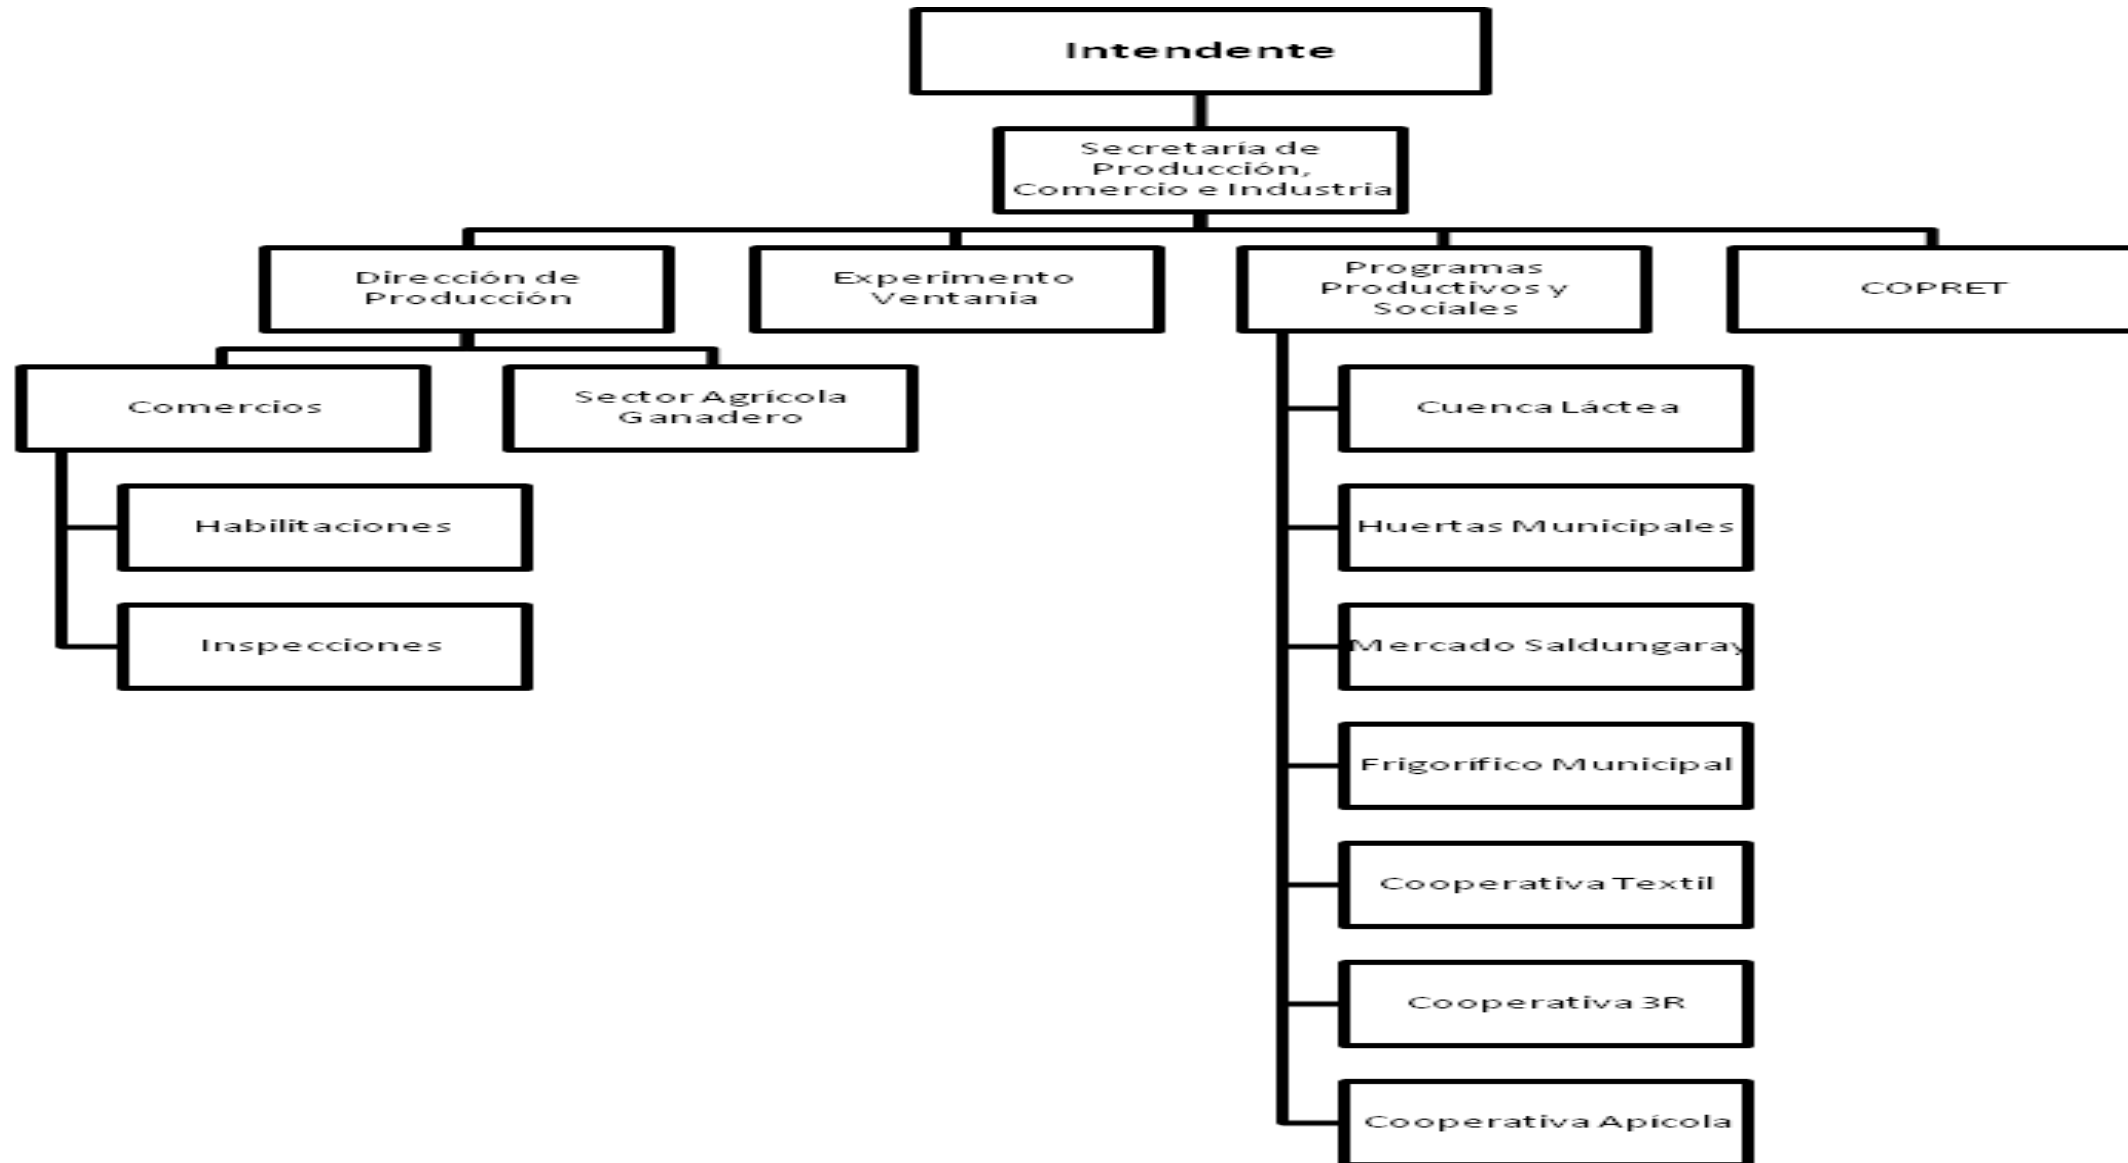 Intendente
Secretaría de
Producción,
Comercio e Industria
Dirección de
Producción
Experimento
Ventania
Programas
Productivos y
Sociales
COPRET
Comercios
Sector Agrícola
Ganadero
Cuenca Láctea
Habilitaciones
Huertas Municipales
Inspecciones
Mercado Saldungaray
Frigorífico Municipal
Cooperativa Textil
Cooperativa 3R
Cooperativa Apícola